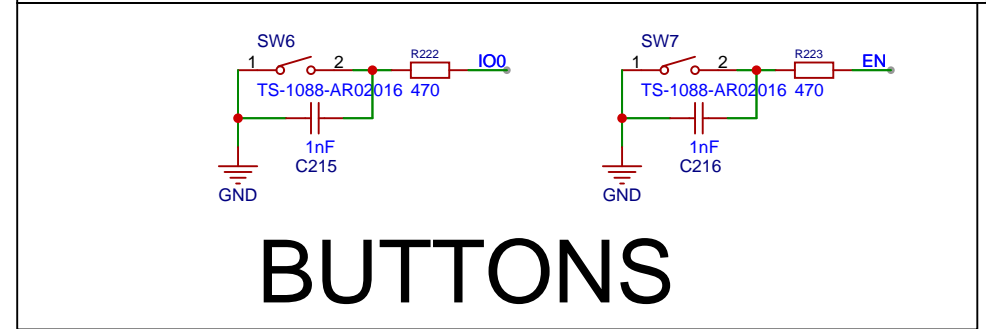 SW6
1 2 R222 IO0
TS-1088-AR02016 470
1nF
C215
GND
SW7
1 2 R223 EN
TS-1088-AR02016 470
1nF
C216
GND
BUTTONS